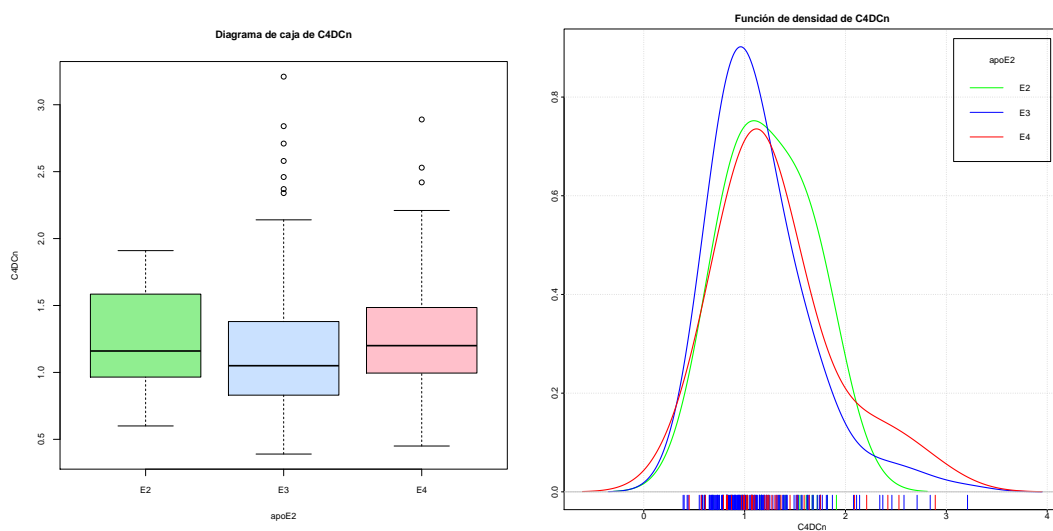 Diagrama de caja de C4DCn
C4DCn
3.0
2.5
2.0
1.5
1.0
0.5
E2
E3
E4
apoE2
Función de densidad de C4DCn
0.8
0.6
0.4
0.2
0.0
0
1
2
3
4
C4DCn
apoE2
E2
E3
E4